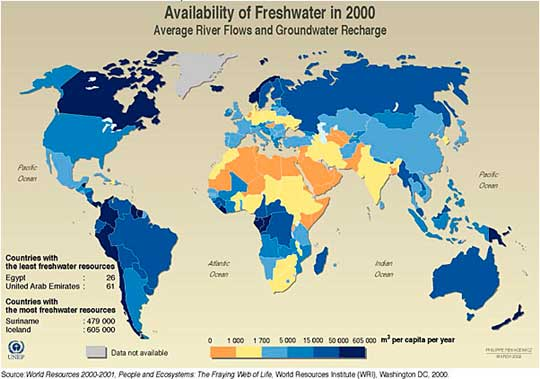 Availability of Freshwater in 2000
Average River Flows and Groundwater Recharge
Pacific
Ocean
Pacific
Ocean
Atlantic
Ocean
Indian
Ocean
Countries with
the least freshwater resources
Egypt : 26
United Arab Emirates : 61
Countries with
the most freshwater resources
Suriname : 479 000
Iceland : 605 000
UNEP
Data not available
0 1 000 1 700 5 000 15 000 50 000 605 000 m³ per capita per year
PHILIPPE REKACEWICZ
MARCH 2002
Source: World Resources 2000-2001, People and Ecosystems: The Fraying Web of Life, World Resources Institute (WRI), Washington DC, 2000.